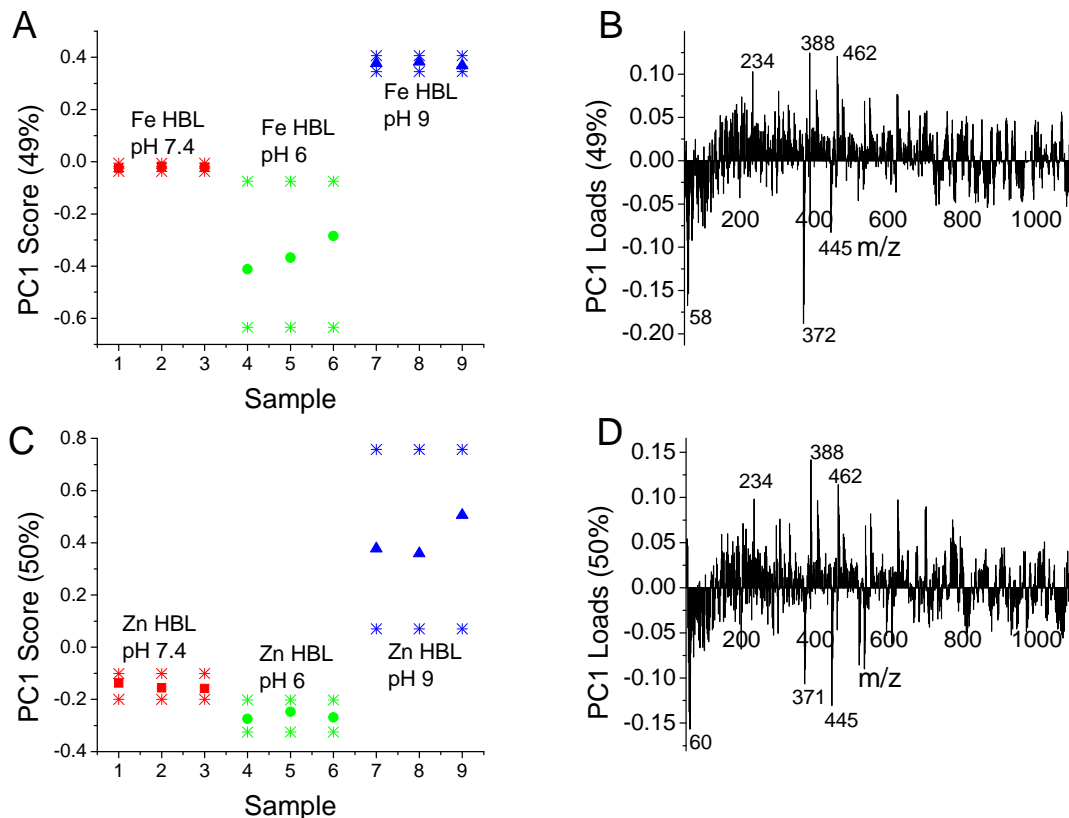 A
PC1 Score (49%)
0.4
0.2
0.0
-0.2
-0.4
-0.6
Fe HBL
pH 7.4
Fe HBL
pH 6
Fe HBL
pH 9
1 2 3 4 5 6 7 8 9
Sample
B
PC1 Loads (49%)
0.10
0.05
0.00
-0.05
-0.10
-0.15
-0.20
234
388
462
200 400 600 800 1000
445 m/z
58
372
C
PC1 Score (50%)
0.8
0.6
0.4
0.2
0.0
-0.2
-0.4
Zn HBL
pH 7.4
Zn HBL
pH 6
Zn HBL
pH 9
1 2 3 4 5 6 7 8 9
Sample
D
PC1 Loads (50%)
0.15
0.10
0.05
0.00
-0.05
-0.10
-0.15
388
462
234
200 400 600 800 1000
m/z
371
445
60